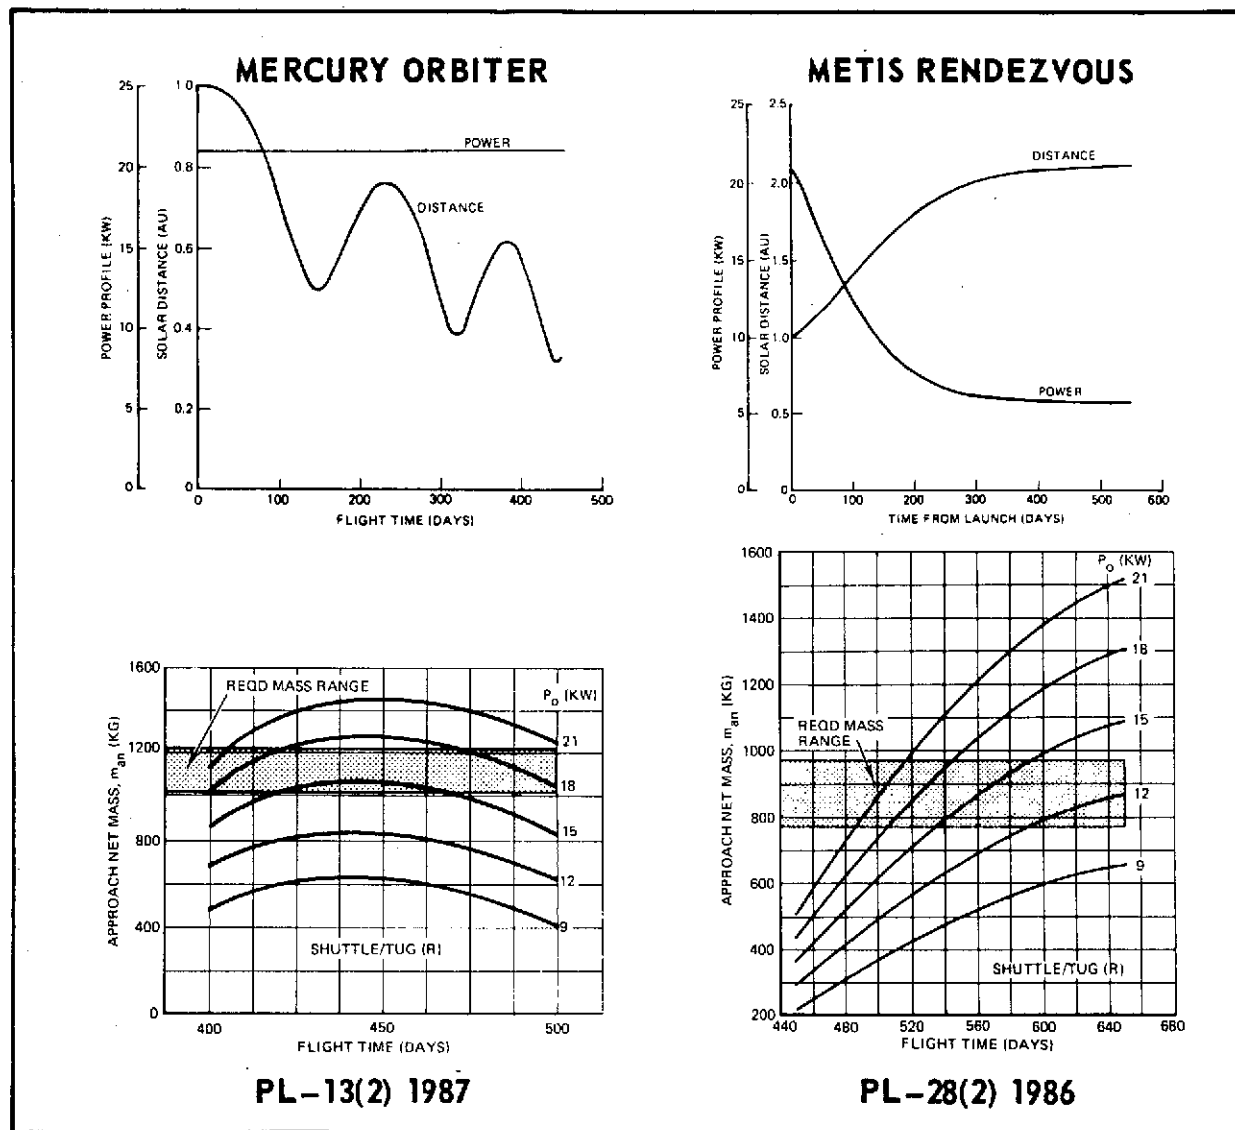 MERCURY ORBITER
25
20
15
10
5
0
POWER PROFILE (KW)
1.0
0.8
0.6
0.4
0.2
0
SOLAR DISTANCE (AU)
POWER
DISTANCE
0
100
200
300
400
500
FLIGHT TIME (DAYS)
METIS RENDEZVOUS
25
20
15
10
5
0
POWER PROFILE (KW)
2.5
2.0
1.5
1.0
0.5
0
SOLAR DISTANCE (AU)
DISTANCE
POWER
0
100
200
300
400
500
600
TIME FROM LAUNCH (DAYS)
1600
1200
800
400
0
APPROACH NET MASS, man (KG)
REQD MASS RANGE
Po (KW)
21
18
15
12
9
SHUTTLE/TUG (R)
400
450
500
FLIGHT TIME (DAYS)
PL-13(2) 1987
1600
1400
1200
1000
800
600
400
200
APPROACH NET MASS, man (KG)
REQD MASS
RANGE
Po (KW)
21
18
15
12
9
SHUTTLE/TUG (R)
440
480
520
560
600
640
680
FLIGHT TIME (DAYS)
PL-28(2) 1986